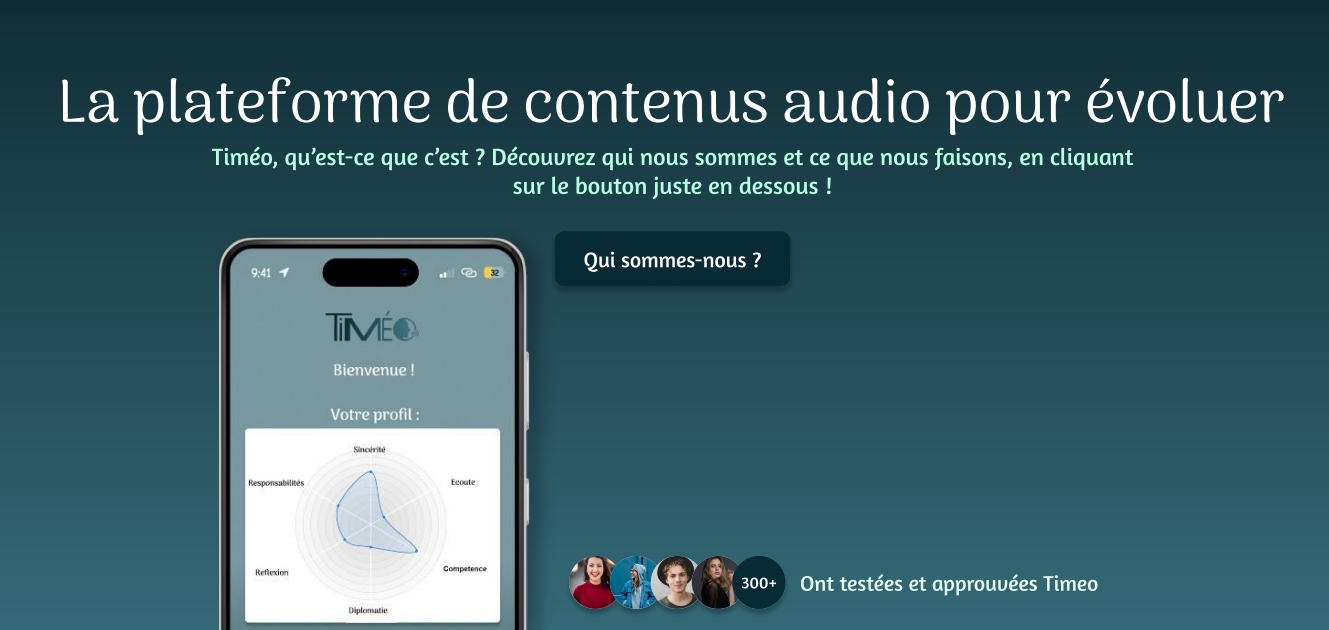 La plateforme de contenus audio pour évoluer
Timéo, qu’est-ce que c’est ? Découvrez qui nous sommes et ce que nous faisons, en cliquant
sur le bouton juste en dessous !
Qui sommes-nous ?
9:41
32
TiMÉO
Bienvenue !
Votre profil :
Sincérité
Responsabilités
Ecoute
Reflexion
Competence
Diplomatie
300+
Ont testées et approuvées Timeo